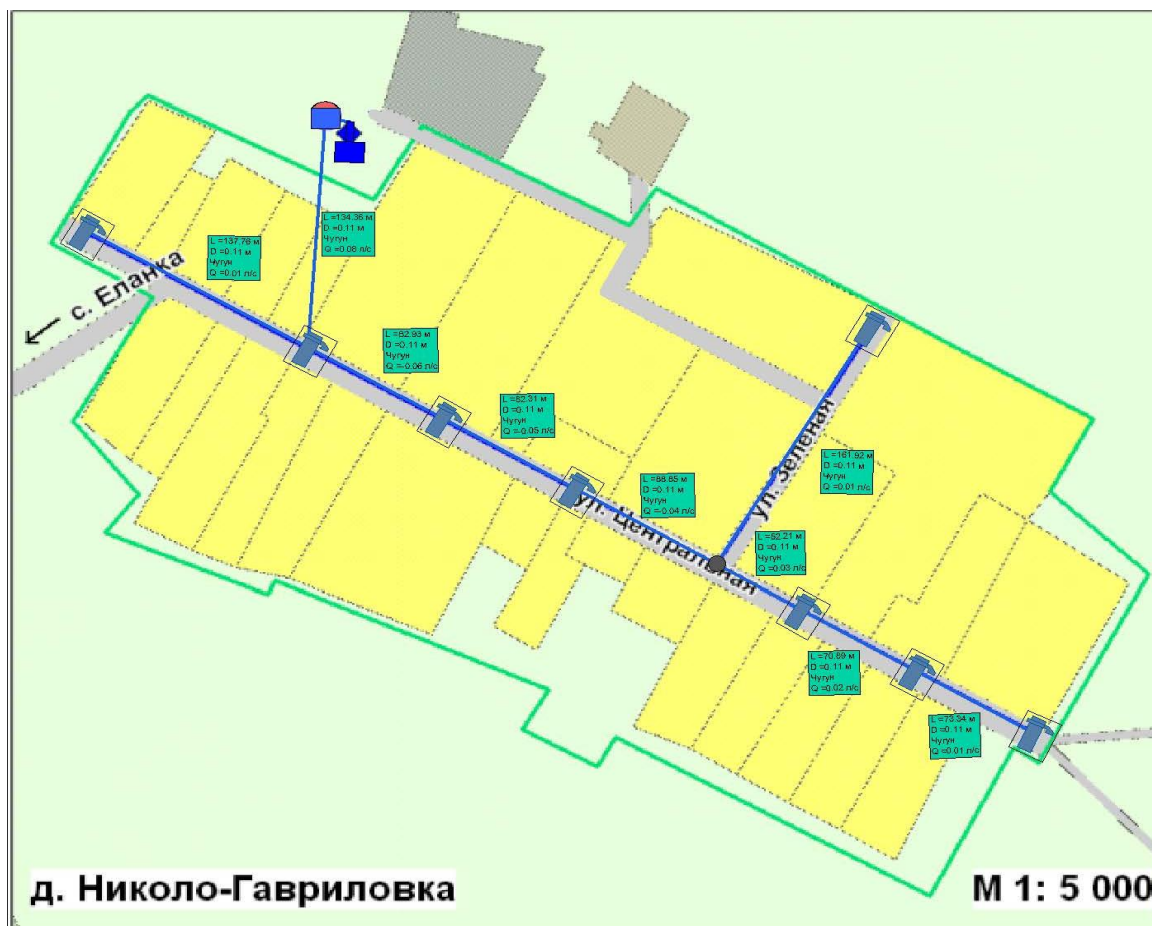 L =134.36 м
D =0.11 м
Чугун
Q =0.08 л/с
L =137.76 м
D =0.11 м
Чугун
Q =0.01 л/с
с. Еланка
L =82.93 м
D =0.11 м
Чугун
Q =-0.06 л/с
L =82.31 м
D =0.11 м
Чугун
Q =-0.05 л/с
ул. Зеленая
L =161.92 м
D =0.11 м
Чугун
Q =0.01 л/с
L =88.65 м
D =0.11 м
Чугун
Q =-0.04 л/с
ул. Центральная
L =52.21 м
D =0.11 м
Чугун
Q =0.03 л/с
L =70.69 м
D =0.11 м
Чугун
Q =0.02 л/с
L =73.34 м
D =0.11 м
Чугун
Q =0.01 л/с
д. Николо-Гавриловка
М 1: 5 000